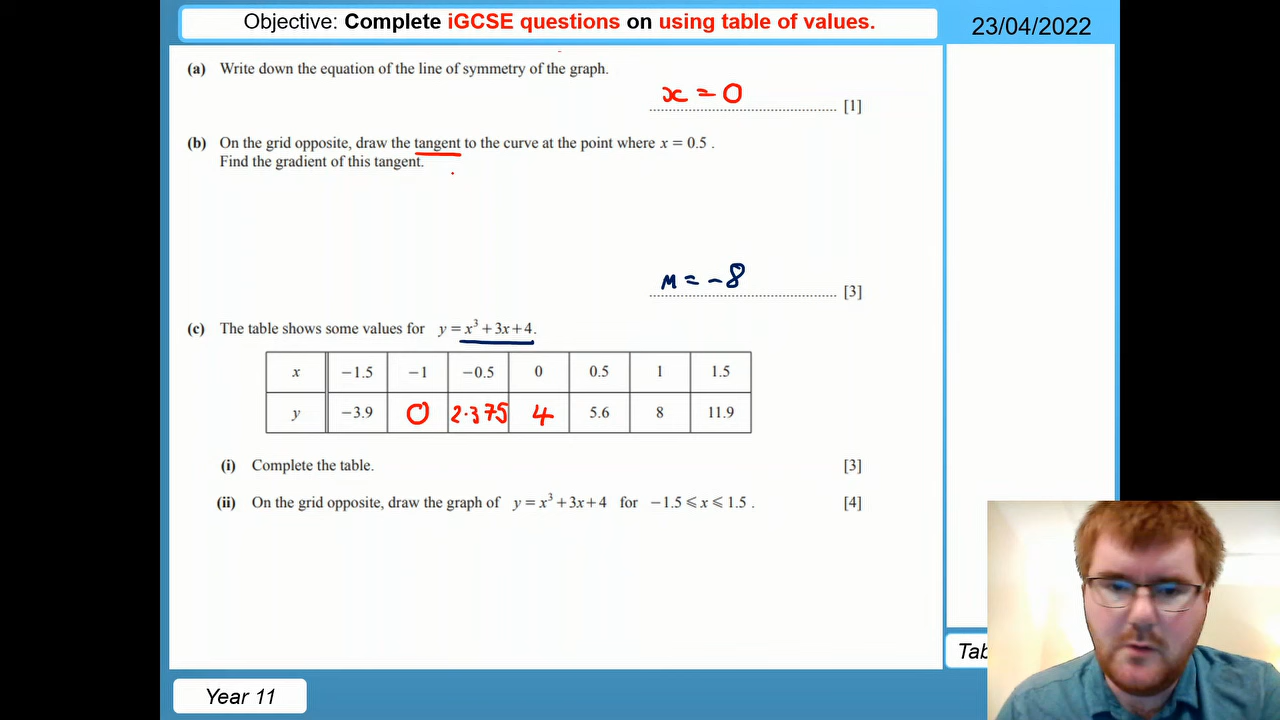 Objective: Complete iGCSE questions on using table of values.
23/04/2022
(a) Write down the equation of the line of symmetry of the graph.
x = 0
[1]
(b) On the grid opposite, draw the tangent to the curve at the point where x = 0.5 .
Find the gradient of this tangent.
m = -8
[3]
(c) The table shows some values for y = x³ + 3x + 4.
x −1.5 −1 −0.5 0 0.5 1 1.5
y −3.9 0 2.375 4 5.6 8 11.9
(i) Complete the table. [3]
(ii) On the grid opposite, draw the graph of y = x³ + 3x + 4 for −1.5 ⩽ x ⩽ 1.5 . [4]
Year 11